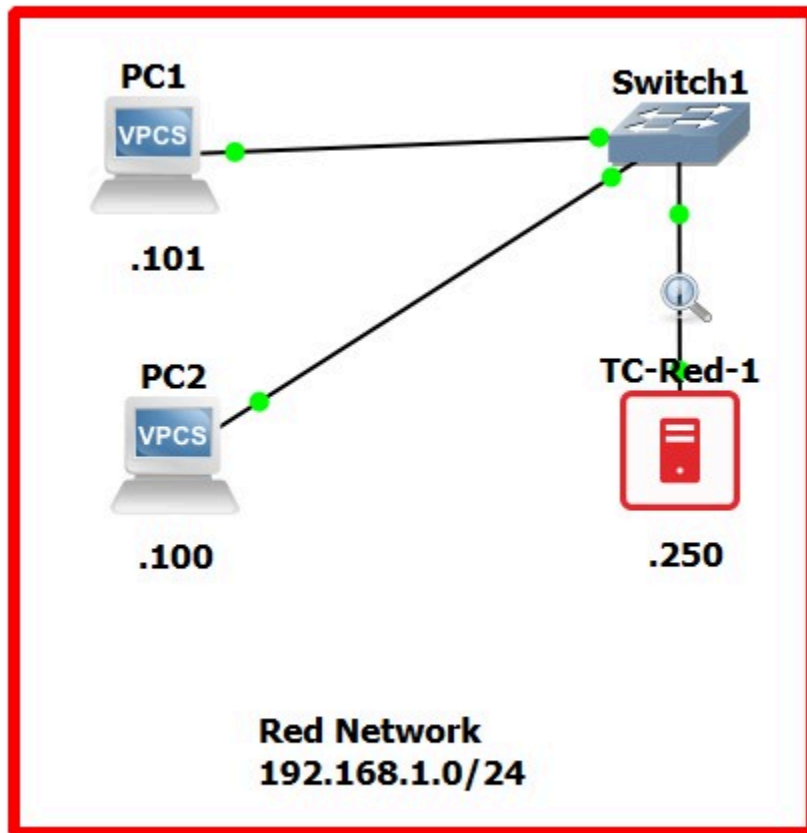 PC1
Switch1
VPCS
.101
PC2
TC-Red-1
VPCS
.100
.250
Red Network
192.168.1.0/24